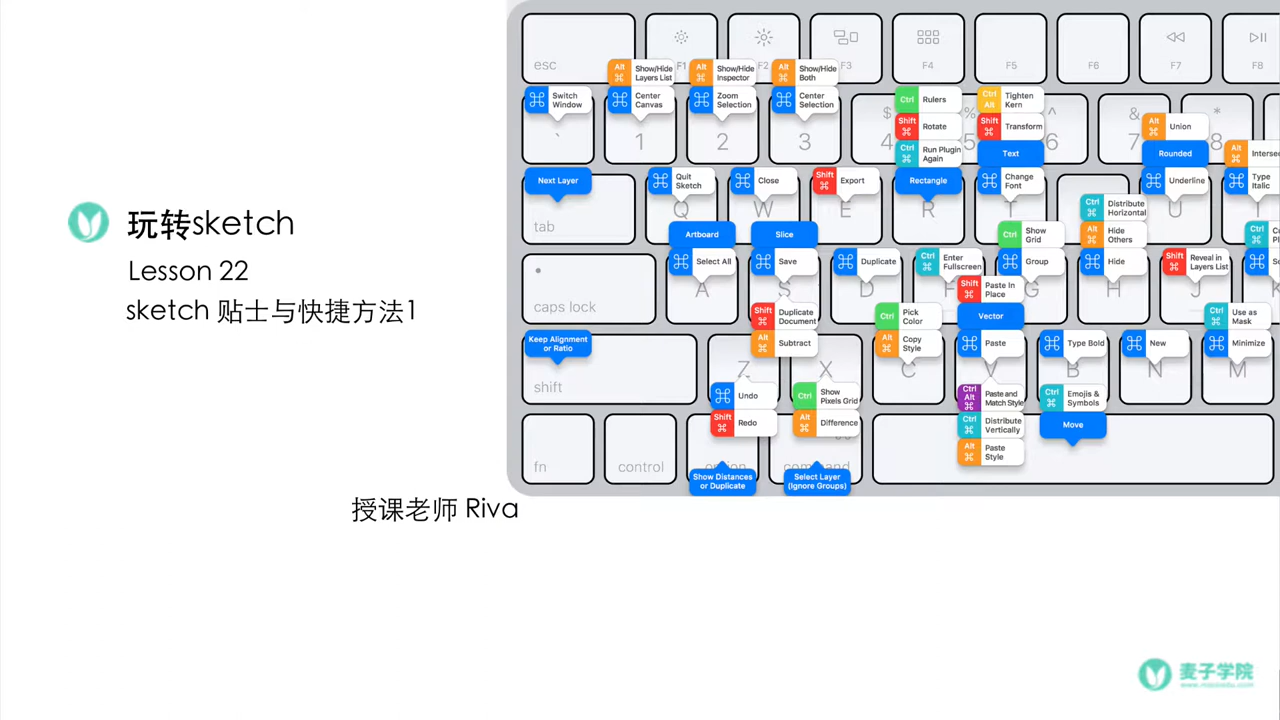 玩转sketch
Lesson 22
sketch 贴士与快捷方法1
授课老师 Riva
esc
F1
F2
F3
F4
F5
F6
F7
F8
Alt ⌘ Show/Hide Layers List
Alt ⌘ Show/Hide Inspector
Alt ⌘ Show/Hide Both
⌘ Switch Window
⌘ Center Canvas
⌘ Zoom Selection
⌘ Center Selection
Ctrl Rulers
Shift ⌘ Rotate
Ctrl ⌘ Run Plugin Again
Rectangle
Ctrl Alt Tighten Kern
Shift ⌘ Transform
Text
⌘ Change Font
Alt ⌘ Union
Rounded
⌘ Underline
Alt ⌘
⌘ Type Italic
` 1 2 3 $ 4 % 5 ^ 6 & 7 * 8
Next Layer
⌘ Quit Sketch
⌘ Close
Shift ⌘ Export
tab Q W E R T U
Artboard
⌘ Select All
Slice
⌘ Save
⌘ Duplicate
Ctrl ⌘ Enter Fullscreen
Ctrl Show Grid
⌘ Group
Ctrl ⌘ Distribute Horizontal
Alt ⌘ Hide Others
⌘ Hide
Shift ⌘ Reveal in Layers List
caps lock A S D F G H J K
Keep Alignment or Ratio
Shift ⌘ Duplicate Document
Alt ⌘ Subtract
Ctrl Pick Color
Alt ⌘ Copy Style
Shift ⌘ Paste In Place
Vector
⌘ Paste
⌘ Type Bold
⌘ New
Ctrl ⌘ Use as Mask
⌘ Minimize
shift Z X C V B N M
⌘ Undo
Shift ⌘ Redo
Ctrl Show Pixels Grid
Alt ⌘ Difference
Ctrl Alt ⌘ Paste and Match Style
Ctrl ⌘ Distribute Vertically
Alt ⌘ Paste Style
Ctrl ⌘ Emojis & Symbols
Move
fn control option command
Show Distances or Duplicate
Select Layer (Ignore Groups)
麦子学院